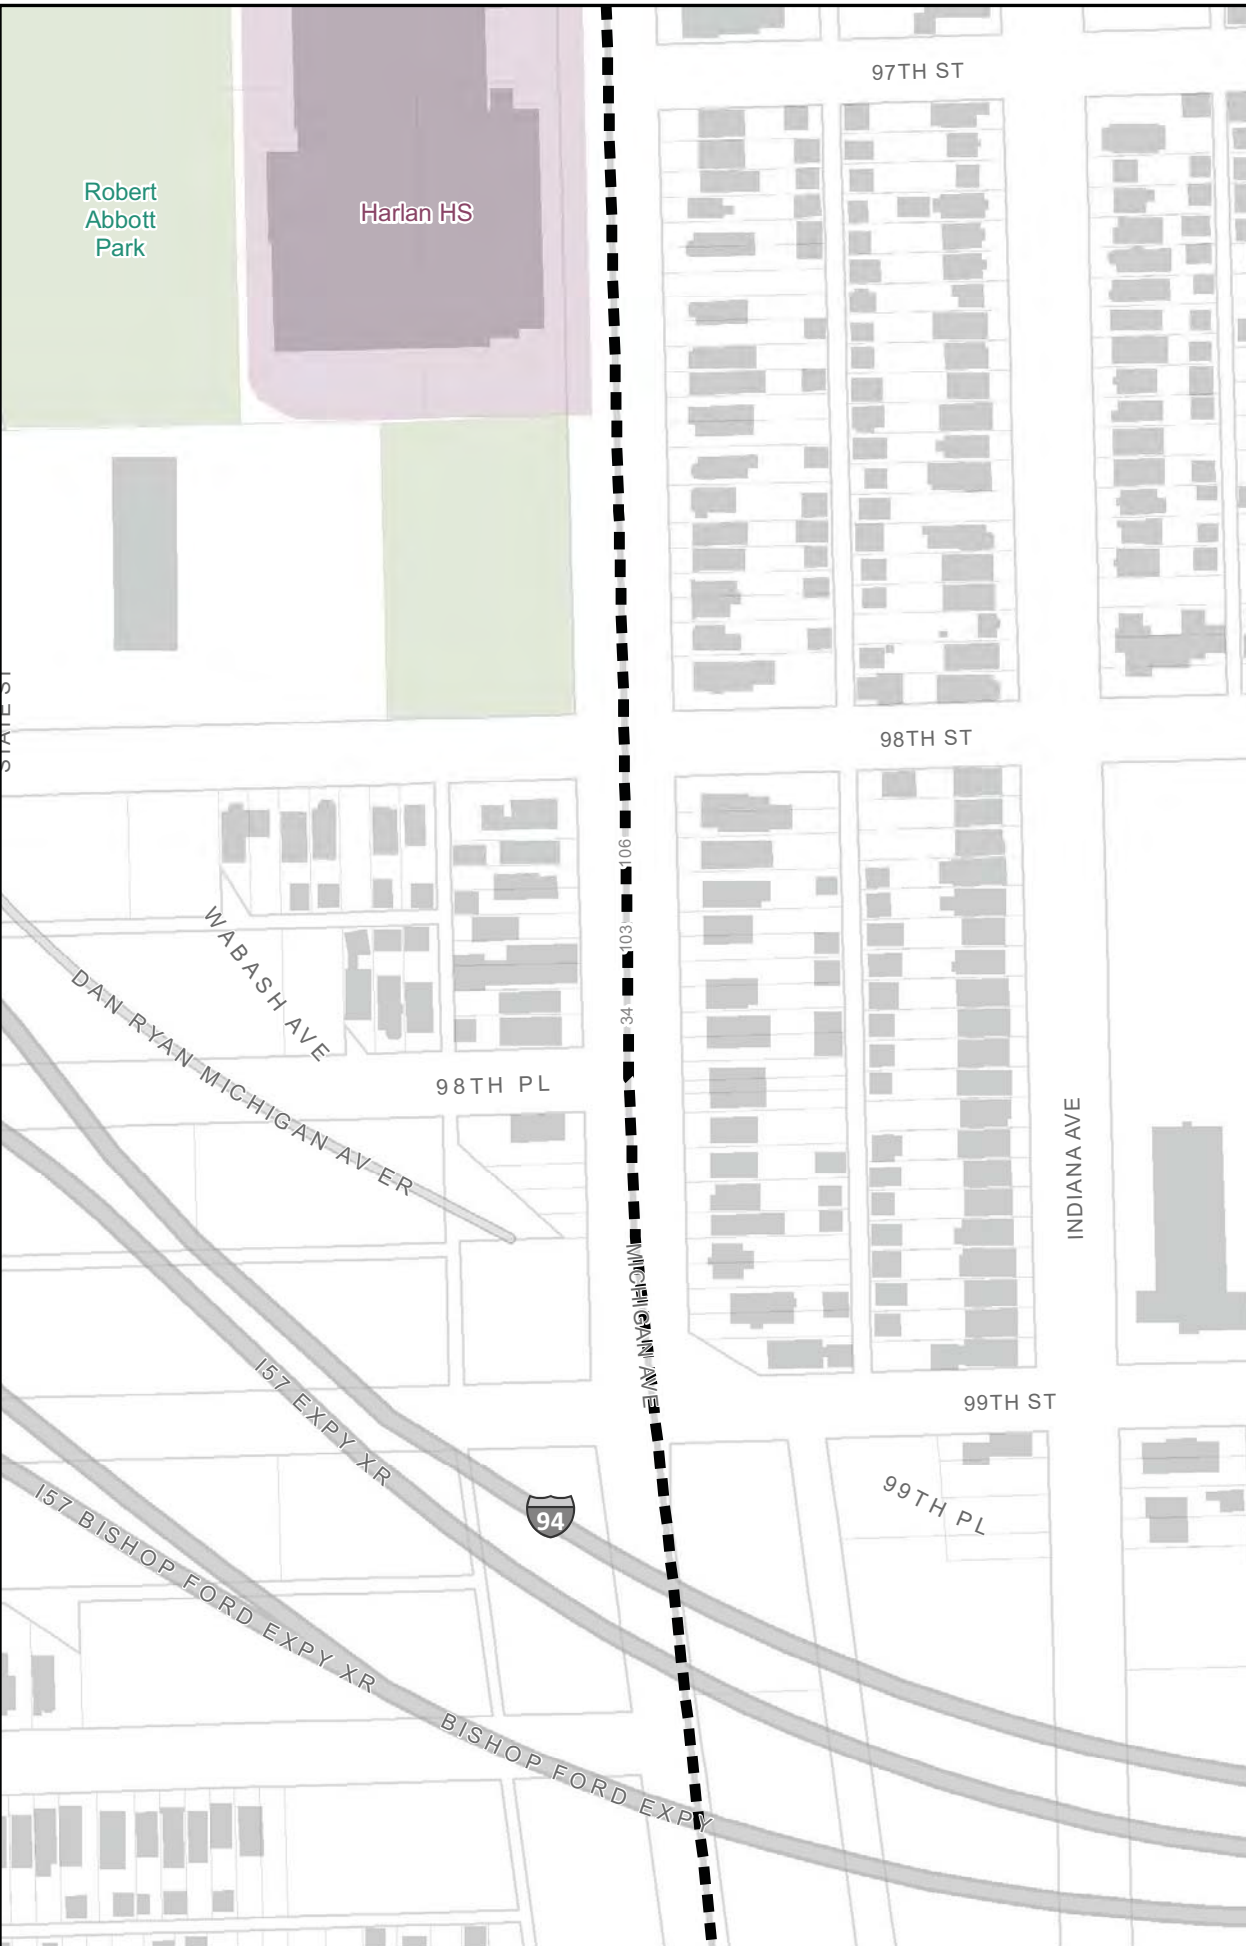 97TH ST
Robert
Abbott
Park
Harlan HS
STATE ST
98TH ST
106
103
34
WABASH AVE
DAN RYAN MICHIGAN AV ER
98TH PL
INDIANA AVE
MICHIGAN AVE
99TH ST
I57 EXPY XR
99TH PL
94
I57 BISHOP FORD EXPY XR
BISHOP FORD EXPY